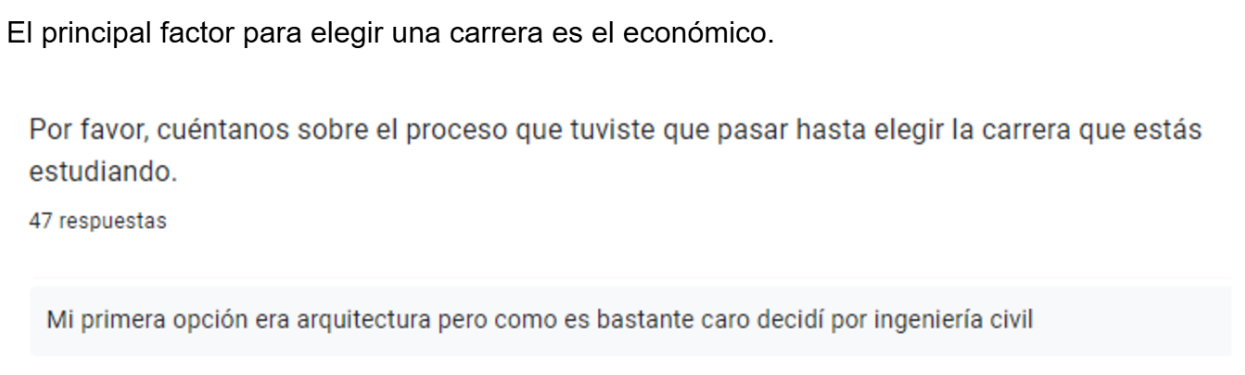 El principal factor para elegir una carrera es el económico.
Por favor, cuéntanos sobre el proceso que tuviste que pasar hasta elegir la carrera que estás
estudiando.
47 respuestas
Mi primera opción era arquitectura pero como es bastante caro decidí por ingeniería civil